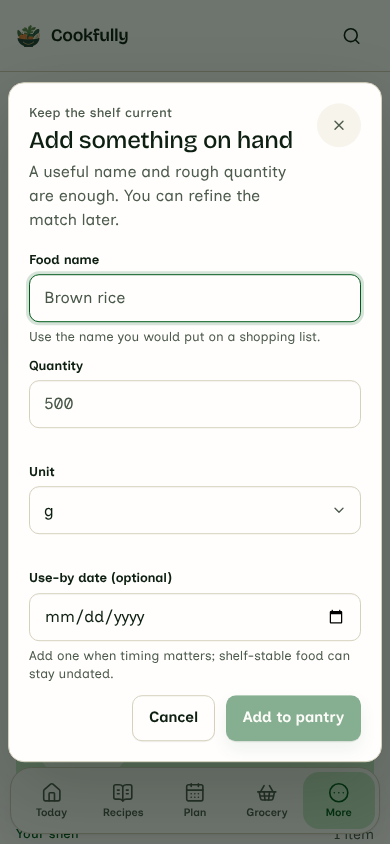 Cookfully
Keep the shelf current
Add something on hand
A useful name and rough quantity
are enough. You can refine the
match later.
Food name
Brown rice
Use the name you would put on a shopping list.
Quantity
500
Unit
g
Use-by date (optional)
mm/dd/yyyy
Add one when timing matters; shelf-stable food can
stay undated.
Cancel
Add to pantry
Today
Recipes
Plan
Grocery
More
Your shelf
1 item